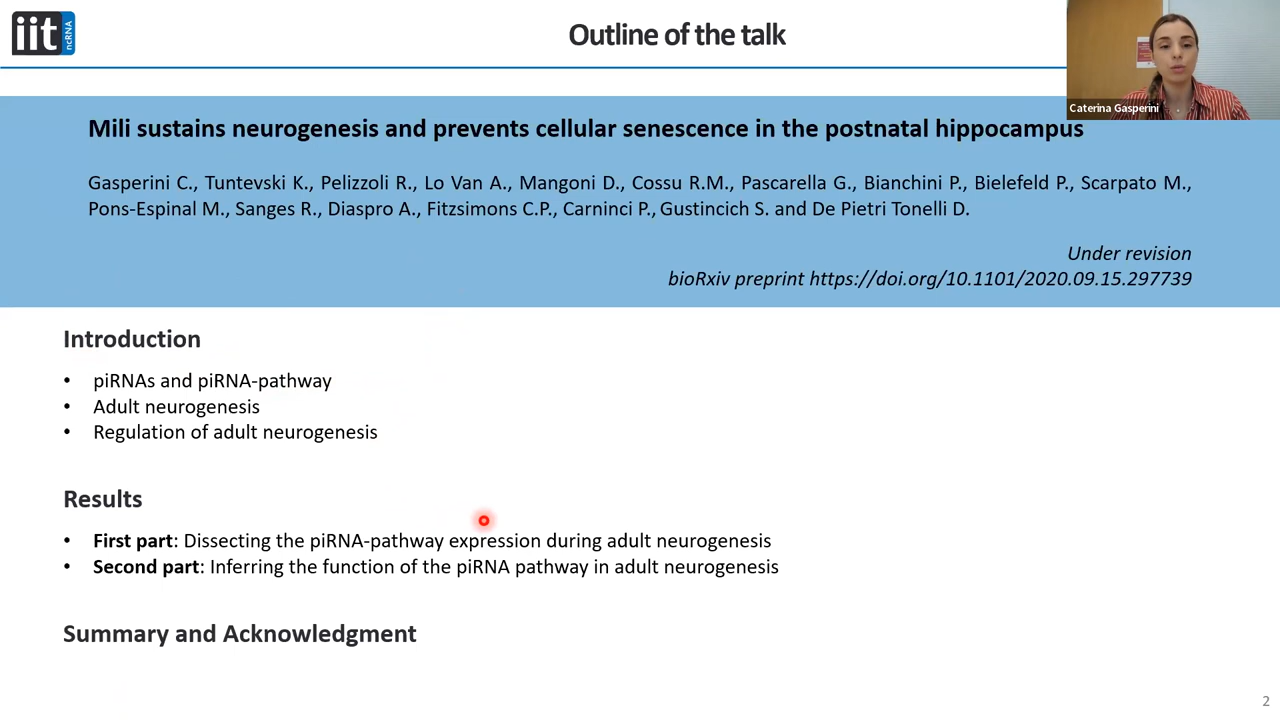 iit
ncRNA
Outline of the talk
Caterina Gasperini
Mili sustains neurogenesis and prevents cellular senescence in the postnatal hippocampus
Gasperini C., Tuntevski K., Pelizzoli R., Lo Van A., Mangoni D., Cossu R.M., Pascarella G., Bianchini P., Bielefeld P., Scarpato M.,
Pons-Espinal M., Sanges R., Diaspro A., Fitzsimons C.P., Carninci P., Gustincich S. and De Pietri Tonelli D.
Under revision
bioRxiv preprint https://doi.org/10.1101/2020.09.15.297739
Introduction
• piRNAs and piRNA-pathway
• Adult neurogenesis
• Regulation of adult neurogenesis
Results
• First part: Dissecting the piRNA-pathway expression during adult neurogenesis
• Second part: Inferring the function of the piRNA pathway in adult neurogenesis
Summary and Acknowledgment
2